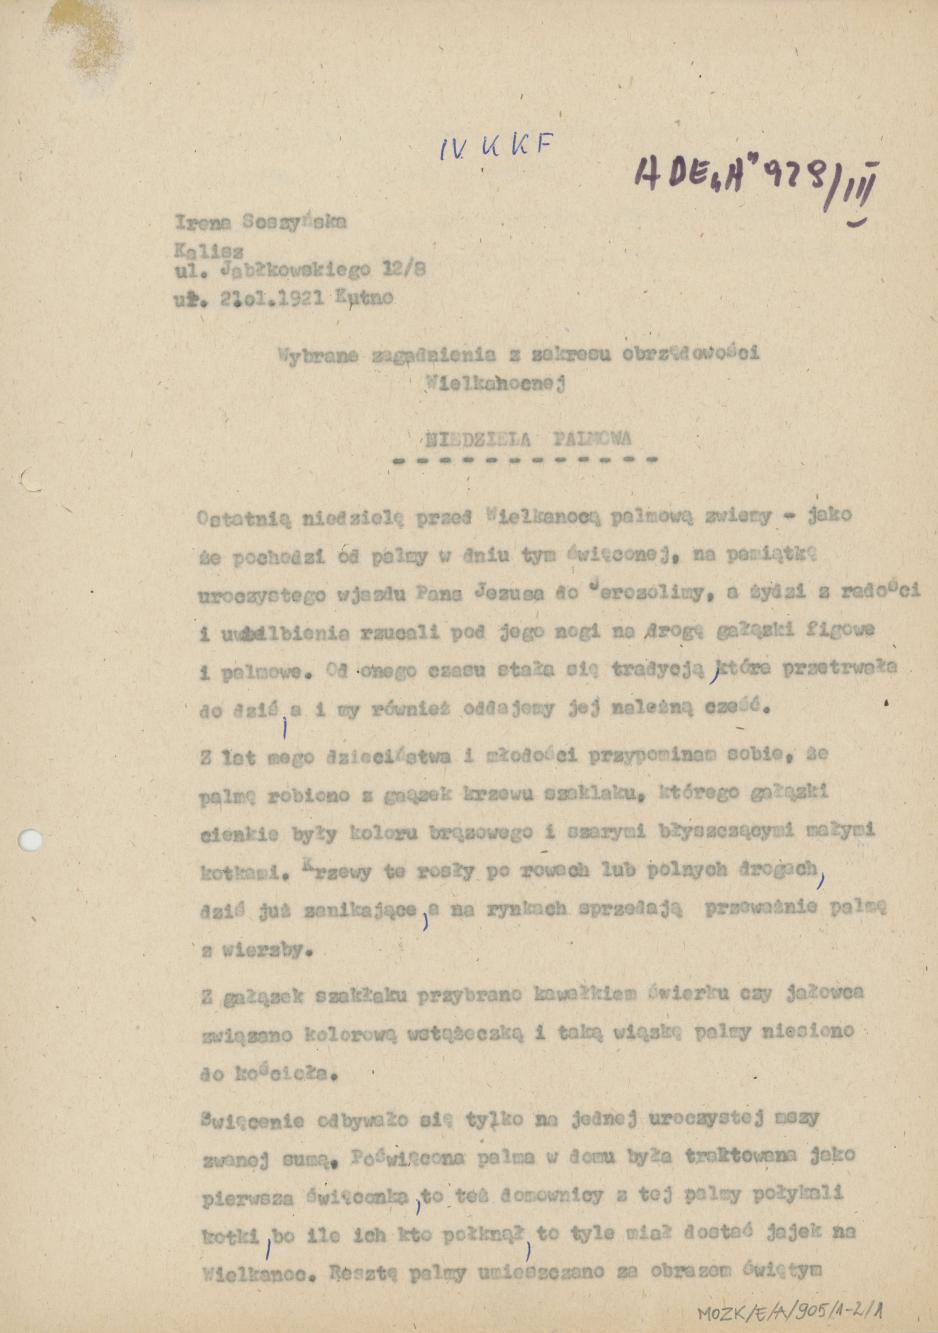 IV K K F
A DE„A" 928/III
Irena Soszyńska
Kalisz
ul. Jabłkowskiego 12/8
ur. 21.o1.1921 Kutno
Wybrane zagadnienia z zakresu obrzędowości
Wielkanocnej
NIEDZIELA PALMOWA
- - - - - - - - - - - -
Ostatnią niedzielę przed Wielkanocą palmową zwiemy - jako
że pochodzi od palmy w dniu tym święconej, na pamiątkę
uroczystego wjazdu Pana Jezusa do Jerozolimy, a żydzi z radości
i uwielbienia rzucali pod jego nogi na drogę gałązki figowe
i palmowe. Od onego czasu stała się tradycją, która przetrwała
do dziś, a i my również oddajemy jej należną cześć.
Z lat mego dzieciństwa i młodości przypominam sobie, że
palmę robiono z gaązek krzewu szaklaku, którego gałązki
cienkie były koloru brązowego i szarymi błyszczącymi małymi
kotkami. Krzewy te rosły po rowach lub polnych drogach,
dziś już zanikające, a na rynkach sprzedają przeważnie palmę
z wierzby.
Z gałązek szakłaku przybrano kawałkiem świerku czy jałowca
związano kolorową wstążeczką i taką wiązkę palmy niesiono
do kościoła.
Święcenie odbywało się tylko na jednej uroczystej mszy
zwanej sumą. Poświęcona palma w domu była traktowana jako
pierwsza święconka, to też domownicy z tej palmy połykali
kotki, bo ile ich kto połknął, to tyle miał dostać jajek na
Wielkanoc. Resztę palmy umieszczano za obrazem świętym
MOZK/E/A/905/1-2/1